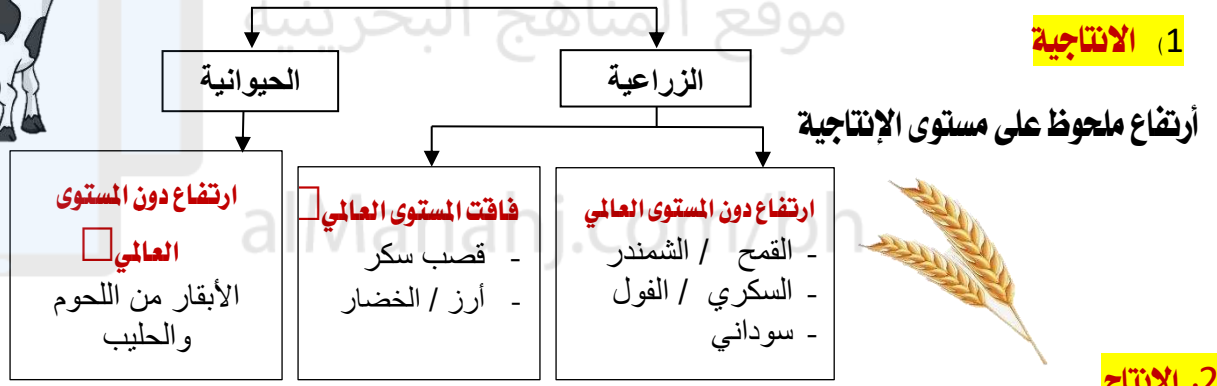 موقع المناهج البحرينية
1) الانتاجية
أرتفاع ملحوظ على مستوى الإنتاجية
الزراعية
الحيوانية
ارتفاع دون المستوى العالمي
- القمح / الشمندر
- السكري / الفول
- سوداني
فاقت المستوى العالمي
- قصب سكر
- أرز / الخضار
ارتفاع دون المستوى
العالمي
الأبقار من اللحوم
والحليب
alManahj.com/bh
2. الانتاج